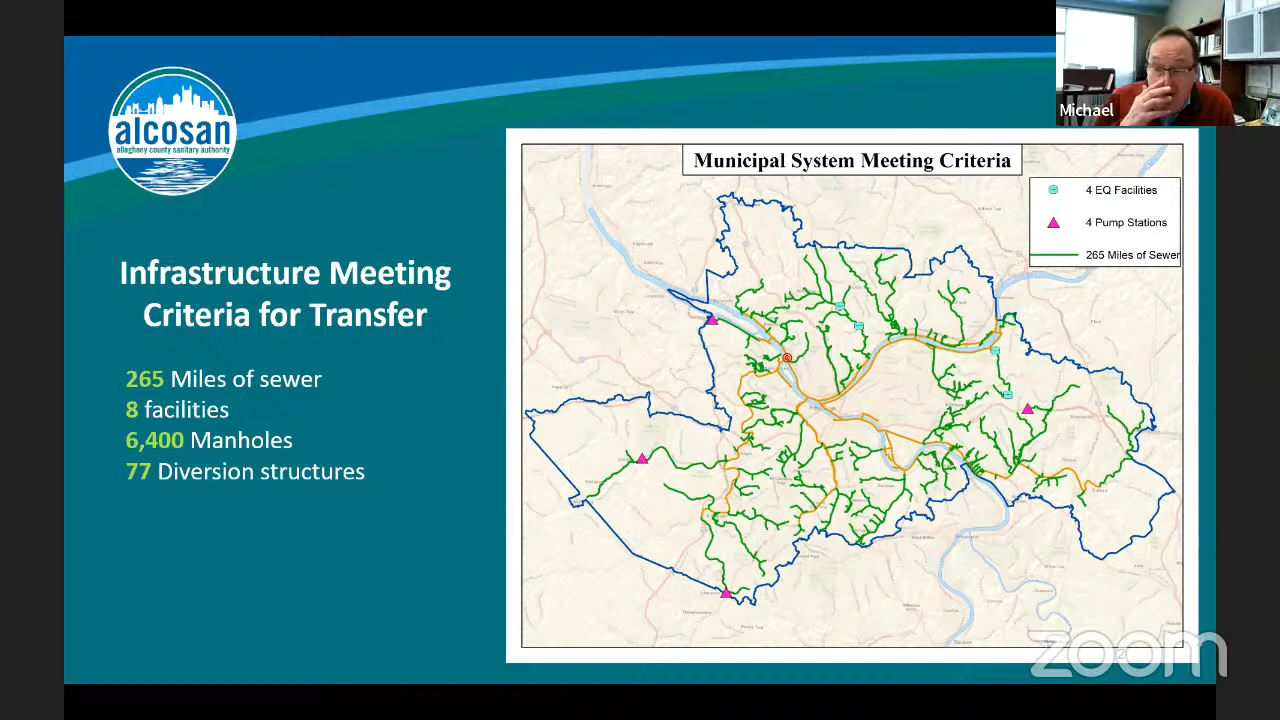 Michael
alcosan
allegheny county sanitary authority
Municipal System Meeting Criteria
4 EQ Facilities
4 Pump Stations
265 Miles of Sewer
Infrastructure Meeting
Criteria for Transfer
265 Miles of sewer
8 facilities
6,400 Manholes
77 Diversion structures
zoom